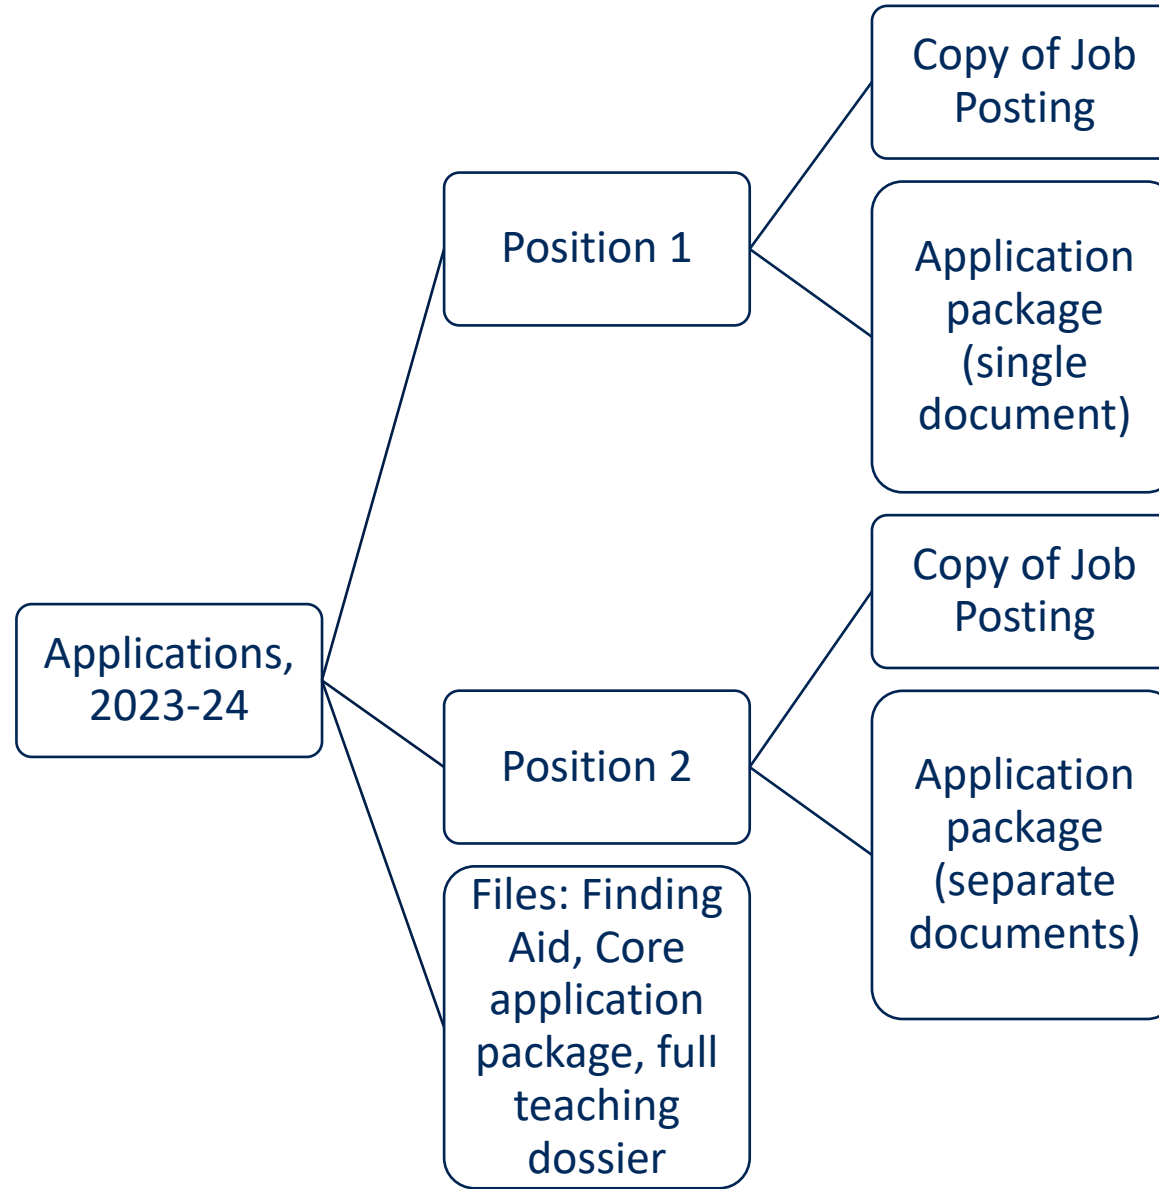 Applications,
2023-24
Position 1
Copy of Job
Posting
Application
package
(single
document)
Position 2
Copy of Job
Posting
Application
package
(separate
documents)
Files: Finding
Aid, Core
application
package, full
teaching
dossier